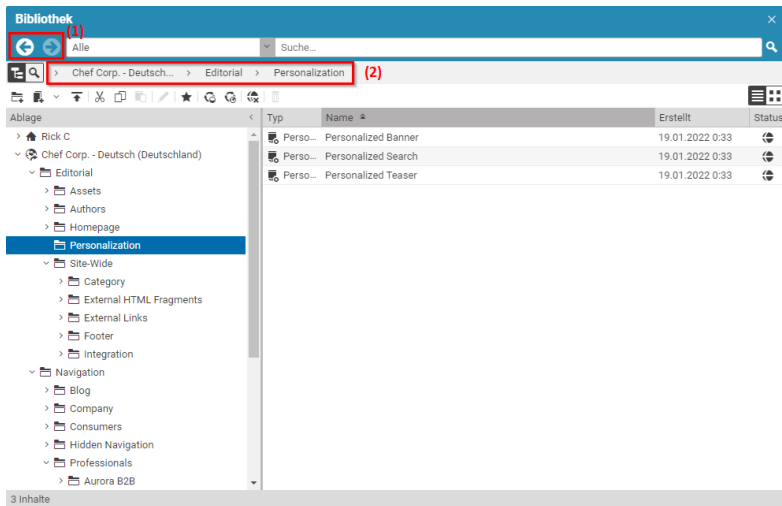 Bibliothek
(1)
Alle
Suche...
Chef Corp. - Deutsch... > Editorial > Personalization
(2)
Ablage
Typ Name Erstellt Status
Rick C
Chef Corp. - Deutsch (Deutschland)
Editorial
Assets
Authors
Homepage
Personalization
Site-Wide
Category
External HTML Fragments
External Links
Footer
Integration
Navigation
Blog
Company
Consumers
Hidden Navigation
Professionals
Aurora B2B
Perso... Personalized Banner 19.01.2022 0:33
Perso... Personalized Search 19.01.2022 0:33
Perso... Personalized Teaser 19.01.2022 0:33
3 Inhalte